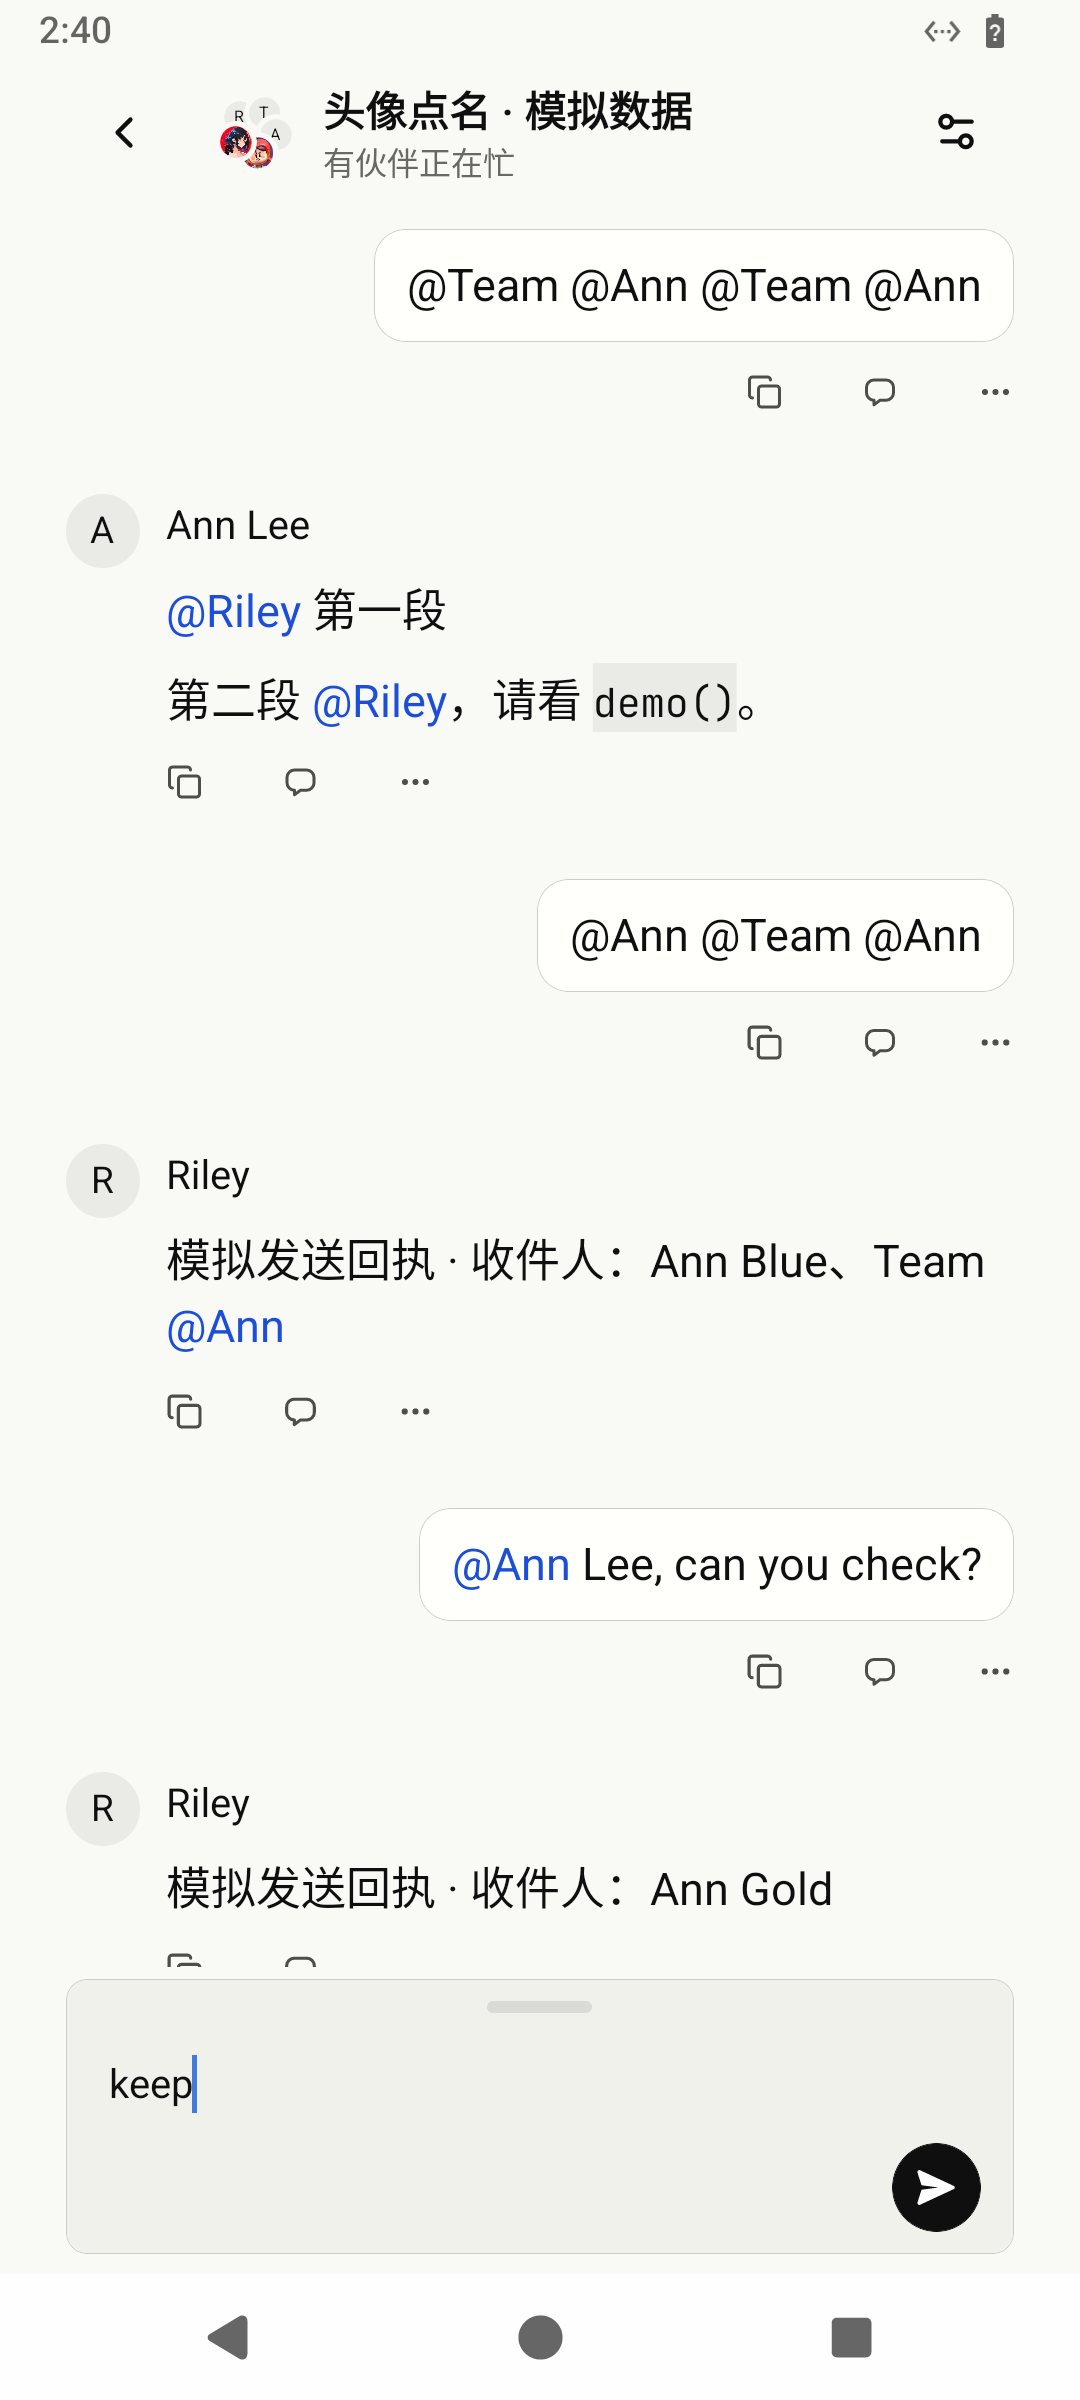 2:40
R T A
头像点名 · 模拟数据
有伙伴正在忙
@Team @Ann @Team @Ann
A
Ann Lee
@Riley 第一段
第二段 @Riley，请看 demo()。
@Ann @Team @Ann
R
Riley
模拟发送回执 · 收件人：Ann Blue、Team
@Ann
@Ann Lee, can you check?
R
Riley
模拟发送回执 · 收件人：Ann Gold
keep